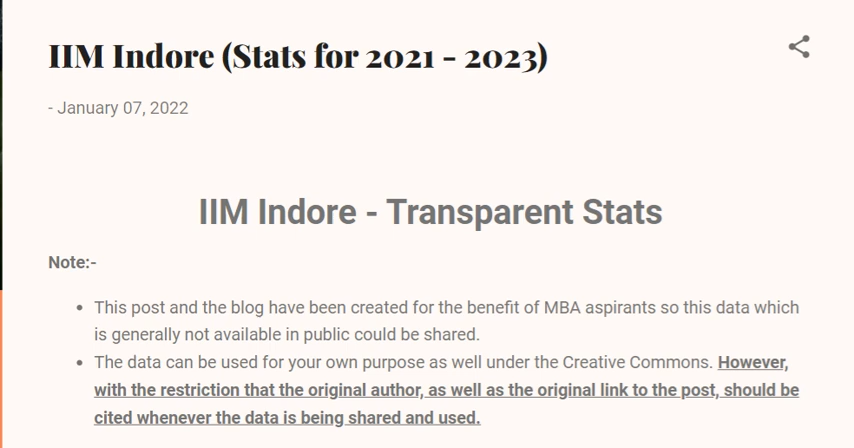 IIM Indore (Stats for 2021 - 2023)
- January 07, 2022
IIM Indore - Transparent Stats
Note:-
• This post and the blog have been created for the benefit of MBA aspirants so this data which
is generally not available in public could be shared.
• The data can be used for your own purpose as well under the Creative Commons. However,
with the restriction that the original author, as well as the original link to the post, should be
cited whenever the data is being shared and used.